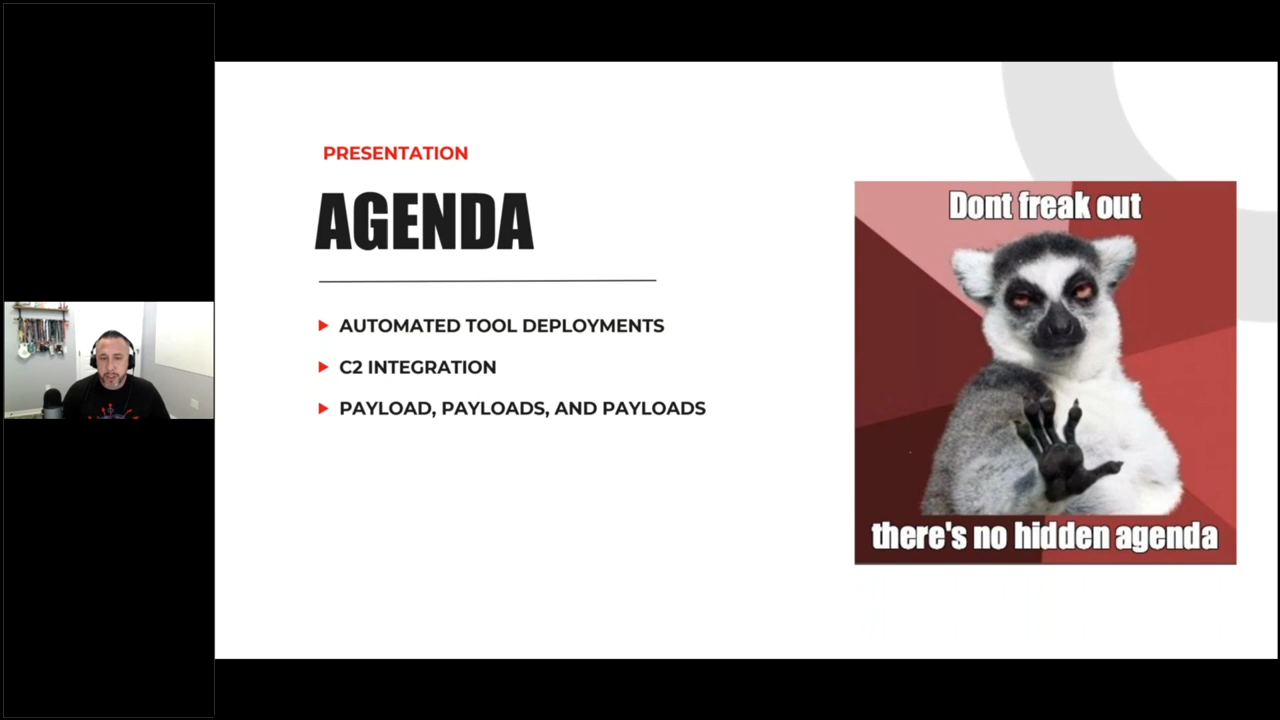 PRESENTATION
AGENDA
AUTOMATED TOOL DEPLOYMENTS
C2 INTEGRATION
PAYLOAD, PAYLOADS, AND PAYLOADS
Dont freak out
there's no hidden agenda